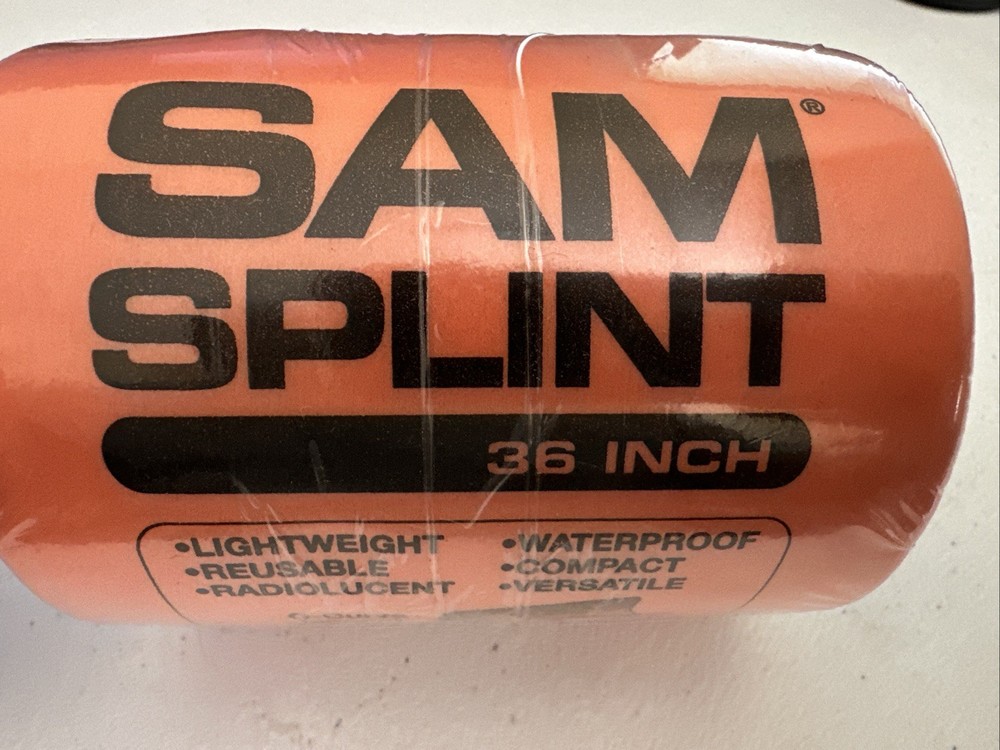 SAM®
SPLINT
36 INCH
•LIGHTWEIGHT •WATERPROOF
•REUSABLE •COMPACT
•RADIOLUCENT •VERSATILE